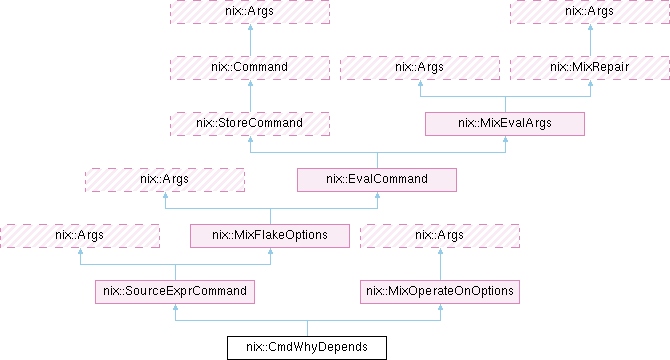 nix::Args
nix::Args
nix::Command
nix::Args
nix::MixRepair
nix::StoreCommand
nix::MixEvalArgs
nix::Args
nix::EvalCommand
nix::Args
nix::MixFlakeOptions
nix::Args
nix::SourceExprCommand
nix::MixOperateOnOptions
nix::CmdWhyDepends